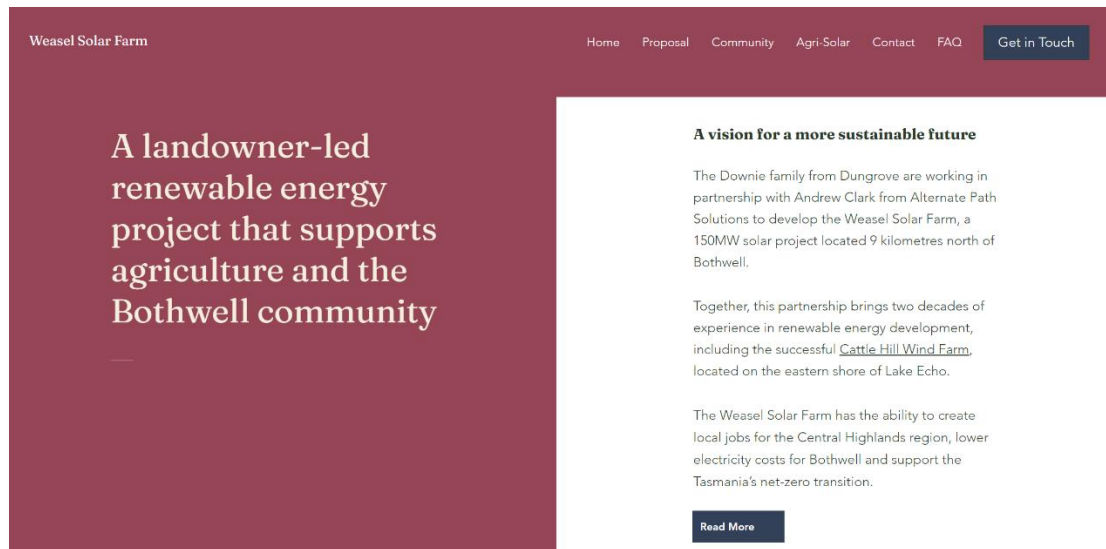 Weasel Solar Farm
Home Proposal Community Agri-Solar Contact FAQ Get in Touch
A landowner-led
renewable energy
project that supports
agriculture and the
Bothwell community
A vision for a more sustainable future
The Downie family from Dungrove are working in
partnership with Andrew Clark from Alternate Path
Solutions to develop the Weasel Solar Farm, a
150MW solar project located 9 kilometres north of
Bothwell.
Together, this partnership brings two decades of
experience in renewable energy development,
including the successful Cattle Hill Wind Farm,
located on the eastern shore of Lake Echo.
The Weasel Solar Farm has the ability to create
local jobs for the Central Highlands region, lower
electricity costs for Bothwell and support the
Tasmania's net-zero transition.
Read More